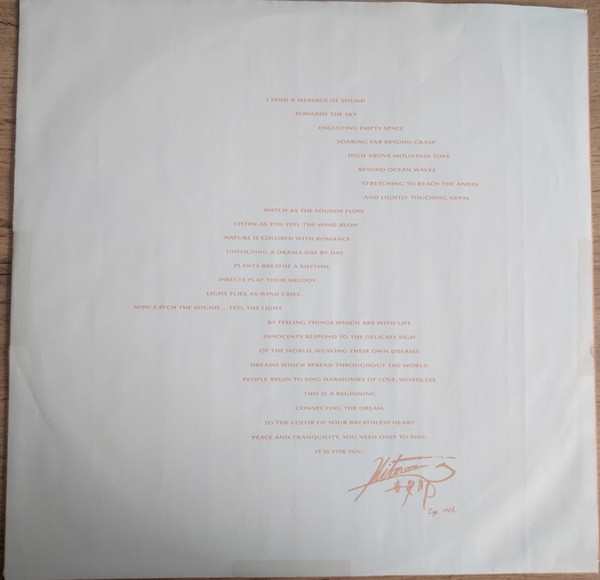 I SEND A MESSAGE OF SOUND
TOWARDS THE SKY
ENGULFING EMPTY SPACE
SOARING FAR BEYOND GRASP
HIGH ABOVE MOUNTAIN TOPS
BEYOND OCEAN WAVES
STRETCHING TO REACH THE ANDES
AND LIGHTLY TOUCHING NEPAL
WATCH AS THE SOUNDS FLOW
LISTEN AS YOU FEEL THE WIND BLOW
NATURE IS COLORED WITH ROMANCE
UNFOLDING A DRAMA DAY BY DAY
PLANTS BREATHE A RHYTHM
INSECTS PLAY THEIR MELODY
LIGHT FLIES AS WIND CRIES
NOW CATCH THE SOUND... FEEL THE LIGHT
BY FEELING THINGS WHICH ARE WITH LIFE
INNOCENTS RESPOND TO THE DELICATE SIGH
OF THE WORLD, WEAVING THEIR OWN DREAMS
DREAMS WHICH SPREAD THROUGHOUT THE WORLD
PEOPLE BEGIN TO SING HARMONIES OF LOVE, WORDLESS
THIS IS A BEGINNING
CONNECTING THE DREAM
TO THE COLOR OF YOUR BREATHLESS HEART
PEACE AND TRANQUILITY, YOU NEED ONLY TO SING
IT IS FOR YOU
喜多郎